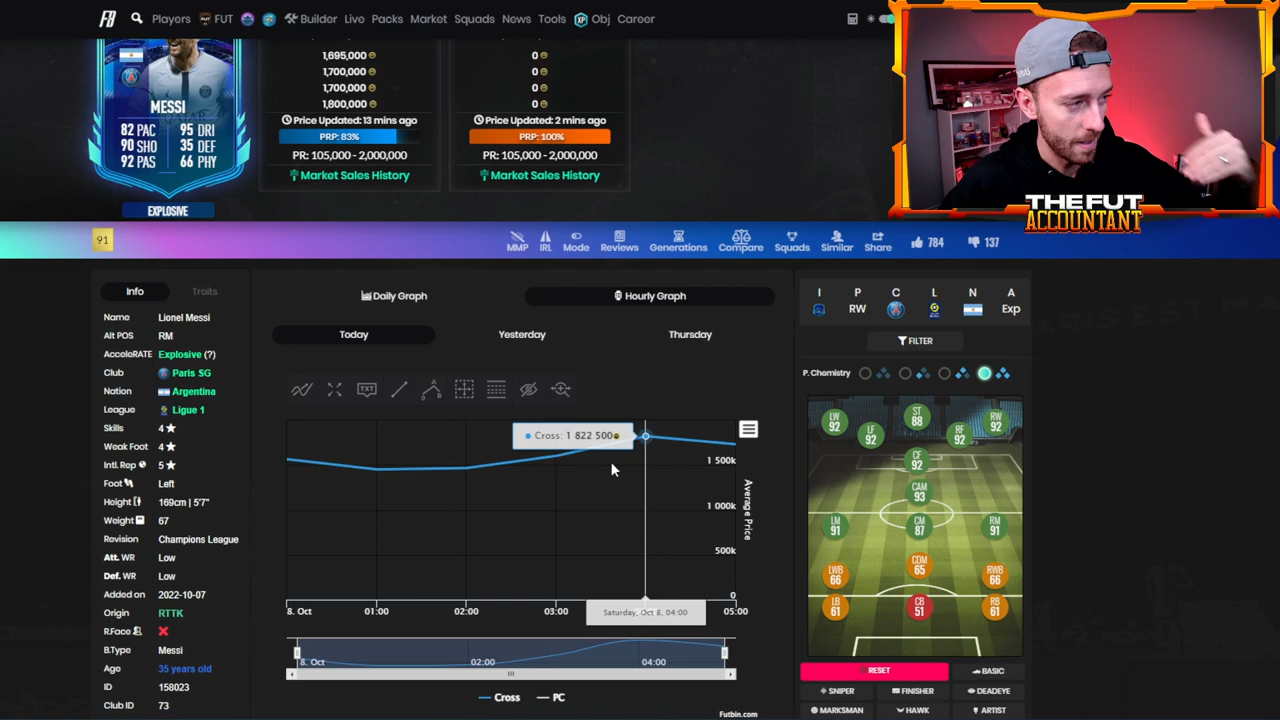 FB Players FUT Builder Live Packs Market Squads News Tools XP Obj Career
MESSI
82 PAC 95 DRI
90 SHO 35 DEF
92 PAS 66 PHY
EXPLOSIVE
1,695,000
1,700,000
1,700,000
1,800,000
Price Updated: 13 mins ago
PRP: 83%
PR: 105,000 - 2,000,000
Market Sales History
0
0
0
0
Price Updated: 2 mins ago
PRP: 100%
PR: 105,000 - 2,000,000
Market Sales History
THE FUT
ACCOUNTANT
91
MMP IRL Mode Reviews Generations Compare Squads Similar Share 784 137
Info Traits
Name Lionel Messi
Alt POS RM
AcceleRATE Explosive (?)
Club Paris SG
Nation Argentina
League Ligue 1
Skills 4
Weak Foot 4
Intl.Rep 5
Foot Left
Height 169cm | 5'7"
Weight 67
Revision Champions League
Att. WR Low
Def. WR Low
Added on 2022-10-07
Origin RTTK
R.Face
B.Type Messi
Age 35 years old
ID 158023
Club ID 73
Daily Graph Hourly Graph
Today Yesterday Thursday
TXT
Cross: 1 822 500
1 500k
1 000k
500k
0
Average Price
8. Oct 01:00 02:00 03:00 05:00
Saturday, Oct 8, 04:00
8. Oct 02:00 04:00
Cross PC
Futbin.com
I P C L N A
RW Exp
FILTER
P. Chemistry
LW 92
ST 88
RW 92
LF 92
RF 92
CF 92
CAM 93
LM 91
CM 87
RM 91
LWB 66
CDM 65
RWB 66
LB 61
CB 51
RB 61
RESET BASIC
SNIPER FINISHER DEADEYE
MARKSMAN HAWK ARTIST